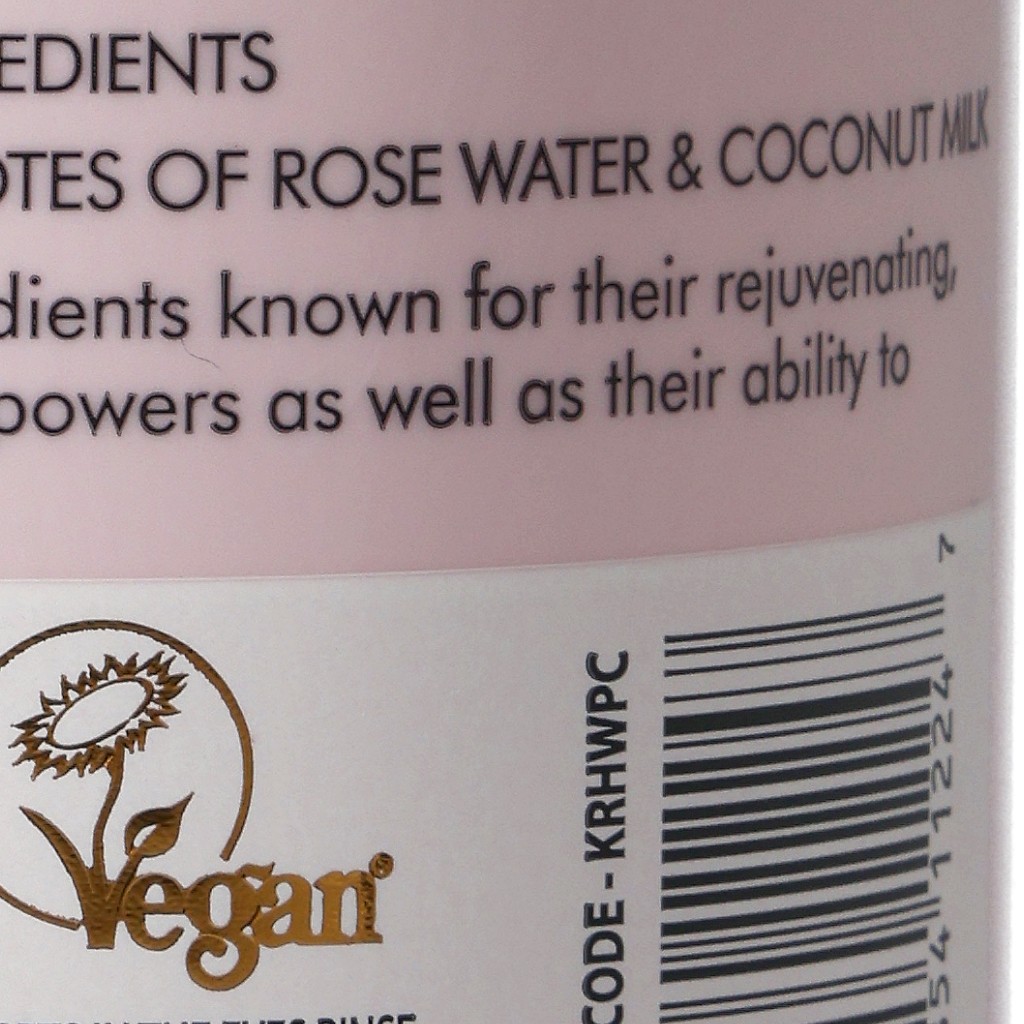 EDIENTS
OTES OF ROSE WATER & COCONUT MILK
dients known for their rejuvenating,
powers as well as their ability to
Vegan®
CODE - KRHWPC
54 11224 7